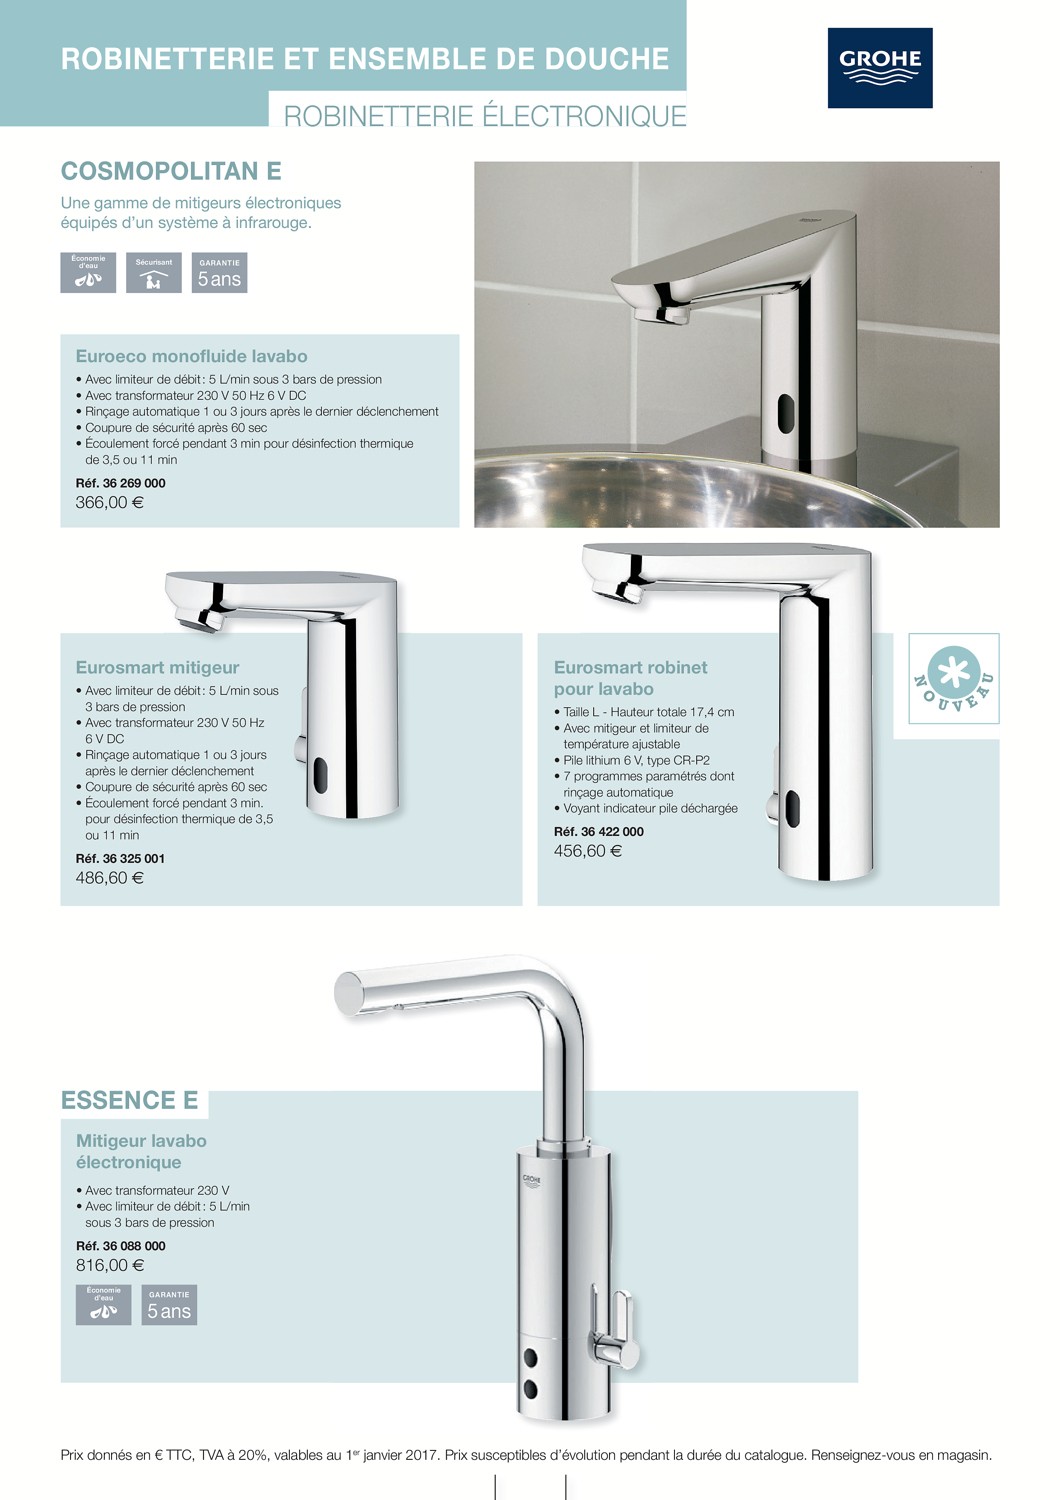 ROBINETTERIE ET ENSEMBLE DE DOUCHE
GROHE
ROBINETTERIE ÉLECTRONIQUE
COSMOPOLITAN E
Une gamme de mitigeurs électroniques
équipés d'un système à infrarouge.
Économie
d'eau
Sécurisant
GARANTIE
5 ans
Euroeco monofluide lavabo
• Avec limiteur de débit : 5 L/min sous 3 bars de pression
• Avec transformateur 230 V 50 Hz 6 V DC
• Rinçage automatique 1 ou 3 jours après le dernier déclenchement
• Coupure de sécurité après 60 sec
• Écoulement forcé pendant 3 min pour désinfection thermique
de 3,5 ou 11 min
Réf. 36 269 000
366,00 €
Eurosmart mitigeur
• Avec limiteur de débit : 5 L/min sous
3 bars de pression
• Avec transformateur 230 V 50 Hz
6 V DC
• Rinçage automatique 1 ou 3 jours
après le dernier déclenchement
• Coupure de sécurité après 60 sec
• Écoulement forcé pendant 3 min.
pour désinfection thermique de 3,5
ou 11 min
Réf. 36 325 001
486,60 €
Eurosmart robinet
pour lavabo
• Taille L - Hauteur totale 17,4 cm
• Avec mitigeur et limiteur de
température ajustable
• Pile lithium 6 V, type CR-P2
• 7 programmes paramétrés dont
rinçage automatique
• Voyant indicateur pile déchargée
Réf. 36 422 000
456,60 €
NOUVEAU
ESSENCE E
Mitigeur lavabo
électronique
• Avec transformateur 230 V
• Avec limiteur de débit : 5 L/min
sous 3 bars de pression
Réf. 36 088 000
816,00 €
Économie
d'eau
GARANTIE
5 ans
GROHE
Prix donnés en € TTC, TVA à 20%, valables au 1er janvier 2017. Prix susceptibles d'évolution pendant la durée du catalogue. Renseignez-vous en magasin.